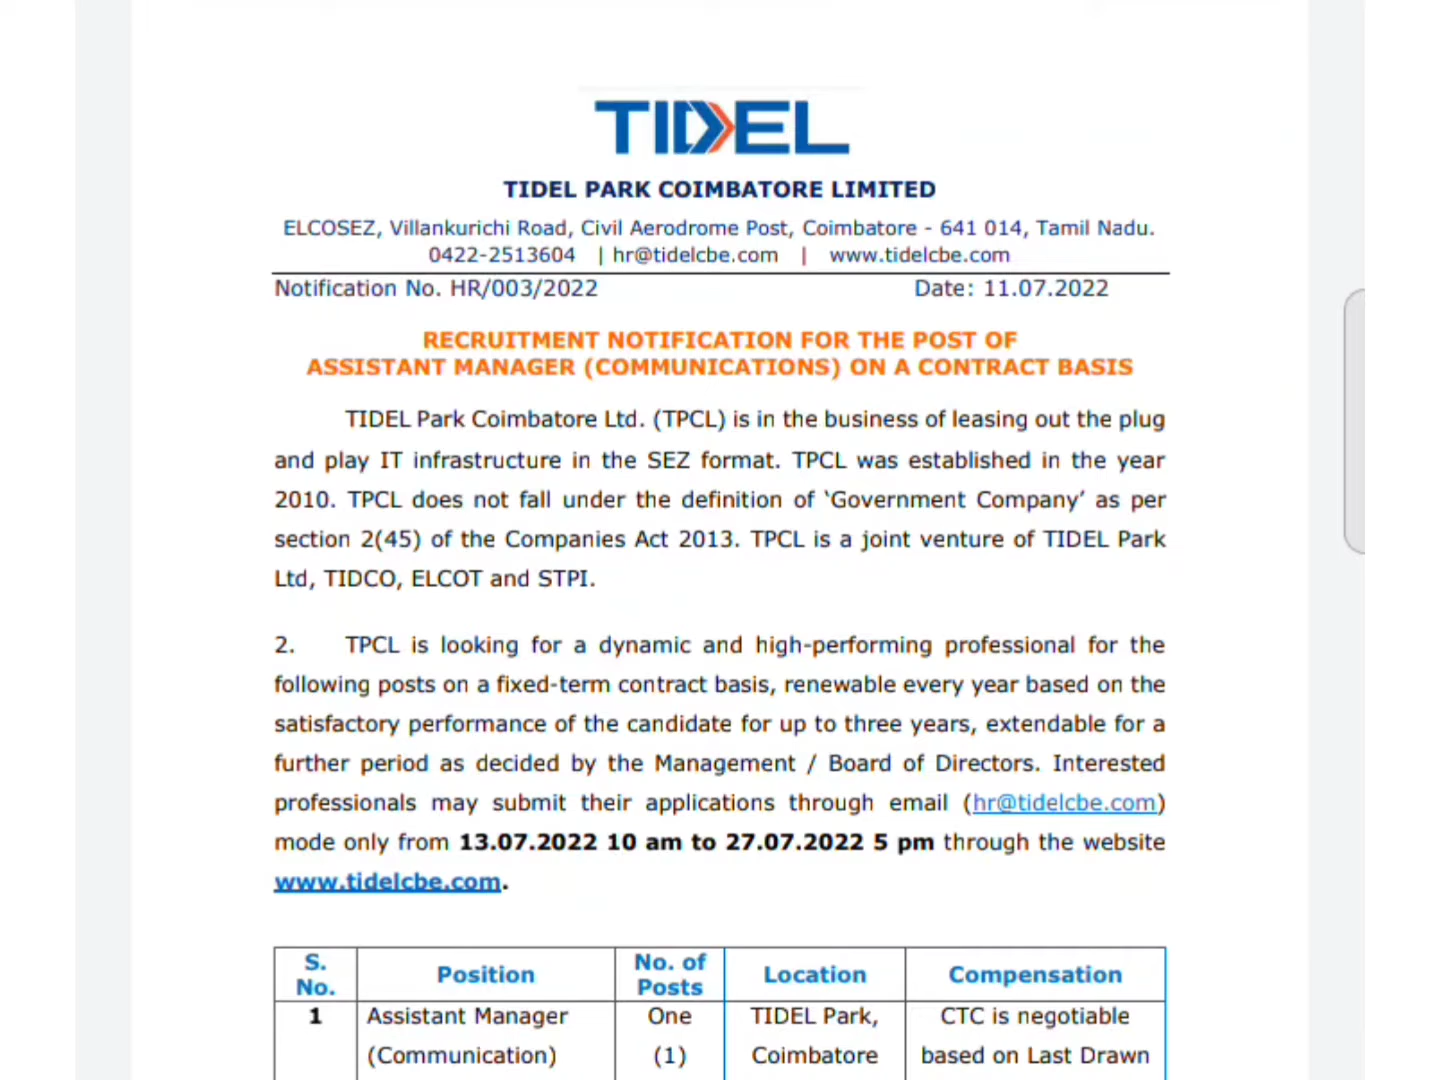 TIDEL
TIDEL PARK COIMBATORE LIMITED
ELCOSEZ, Villankurichi Road, Civil Aerodrome Post, Coimbatore - 641 014, Tamil Nadu.
0422-2513604 | hr@tidelcbe.com | www.tidelcbe.com
Notification No. HR/003/2022 Date: 11.07.2022
RECRUITMENT NOTIFICATION FOR THE POST OF
ASSISTANT MANAGER (COMMUNICATIONS) ON A CONTRACT BASIS
TIDEL Park Coimbatore Ltd. (TPCL) is in the business of leasing out the plug
and play IT infrastructure in the SEZ format. TPCL was established in the year
2010. TPCL does not fall under the definition of ‘Government Company’ as per
section 2(45) of the Companies Act 2013. TPCL is a joint venture of TIDEL Park
Ltd, TIDCO, ELCOT and STPI.
2. TPCL is looking for a dynamic and high-performing professional for the
following posts on a fixed-term contract basis, renewable every year based on the
satisfactory performance of the candidate for up to three years, extendable for a
further period as decided by the Management / Board of Directors. Interested
professionals may submit their applications through email (hr@tidelcbe.com)
mode only from 13.07.2022 10 am to 27.07.2022 5 pm through the website
www.tidelcbe.com.
S. No. Position No. of Posts Location Compensation
1 Assistant Manager One TIDEL Park, CTC is negotiable
(Communication) (1) Coimbatore based on Last Drawn